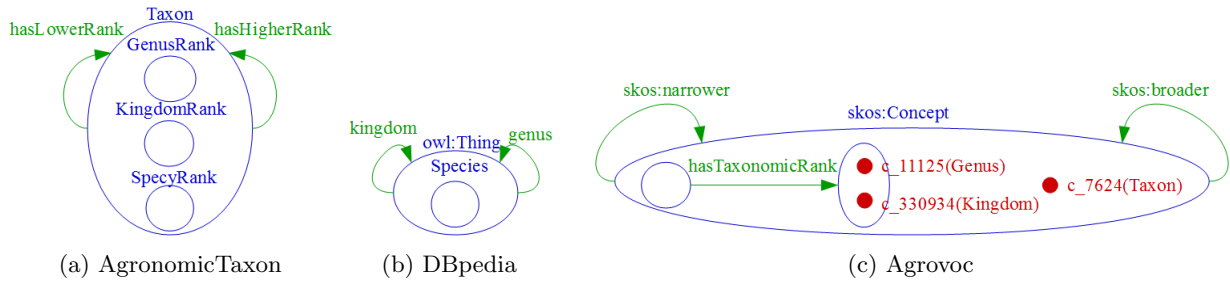 Taxon
hasLowerRank hasHigherRank
GenusRank
KingdomRank
SpecyRank
(a) AgronomicTaxon
kingdom genus
owl:Thing
Species
(b) DBpedia
skos:narrower skos:broader
skos:Concept
hasTaxonomicRank
c_11125(Genus)
c_7624(Taxon)
c_330934(Kingdom)
(c) Agrovoc